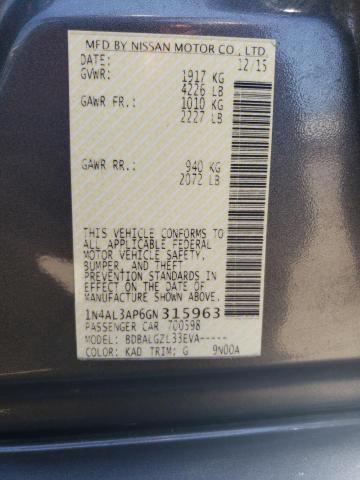 MFD BY NISSAN MOTOR CO., LTD.
DATE: 12/15
GVWR: 1917 KG
4226 LB
GAWR FR.: 1010 KG
2227 LB
GAWR RR.: 940 KG
2072 LB
THIS VEHICLE CONFORMS TO
ALL APPLICABLE FEDERAL
MOTOR VEHICLE SAFETY,
BUMPER, AND THEFT
PREVENTION STANDARDS IN
EFFECT ON THE DATE OF
MANUFACTURE SHOWN ABOVE.
1N4AL3AP6GN315963
PASSENGER CAR 700S98
MODEL: BDBALGZL33EVA-----
COLOR: KAD TRIM: G 9N00A